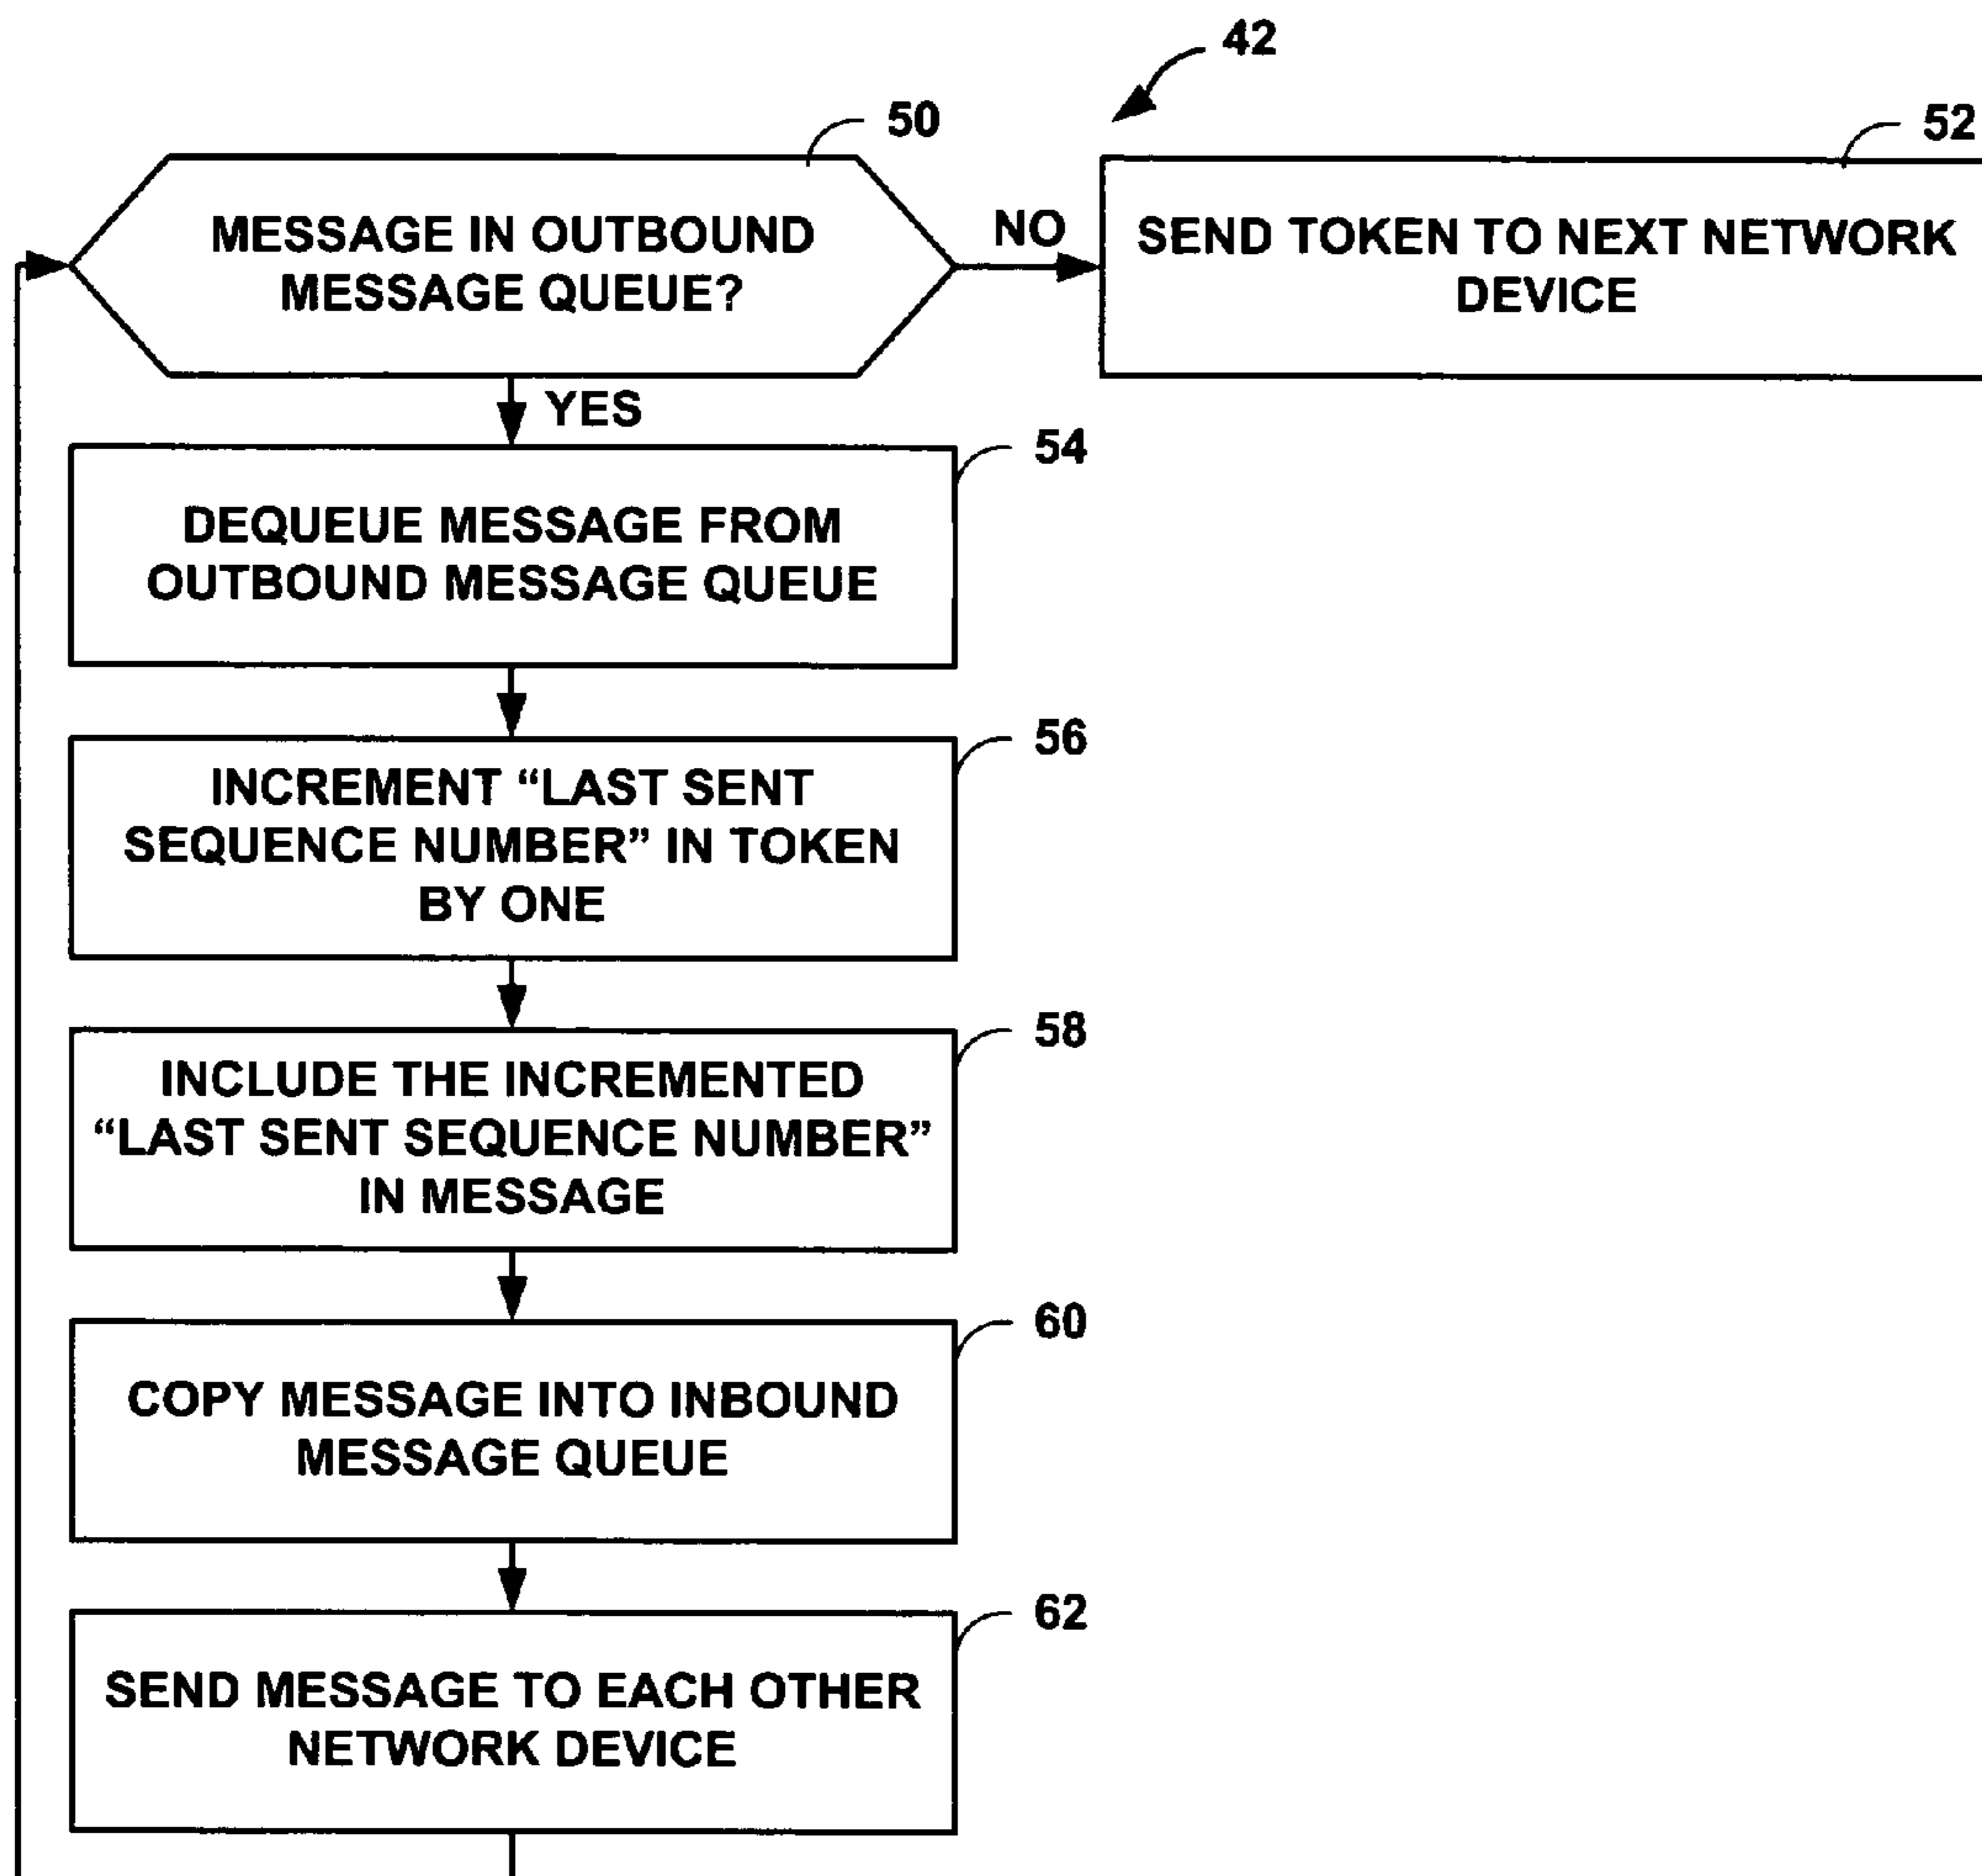 42
50
52
MESSAGE IN OUTBOUND
MESSAGE QUEUE?
NO
SEND TOKEN TO NEXT NETWORK
DEVICE
YES
54
DEQUEUE MESSAGE FROM
OUTBOUND MESSAGE QUEUE
56
INCREMENT “LAST SENT
SEQUENCE NUMBER” IN TOKEN
BY ONE
58
INCLUDE THE INCREMENTED
“LAST SENT SEQUENCE NUMBER”
IN MESSAGE
60
COPY MESSAGE INTO INBOUND
MESSAGE QUEUE
62
SEND MESSAGE TO EACH OTHER
NETWORK DEVICE